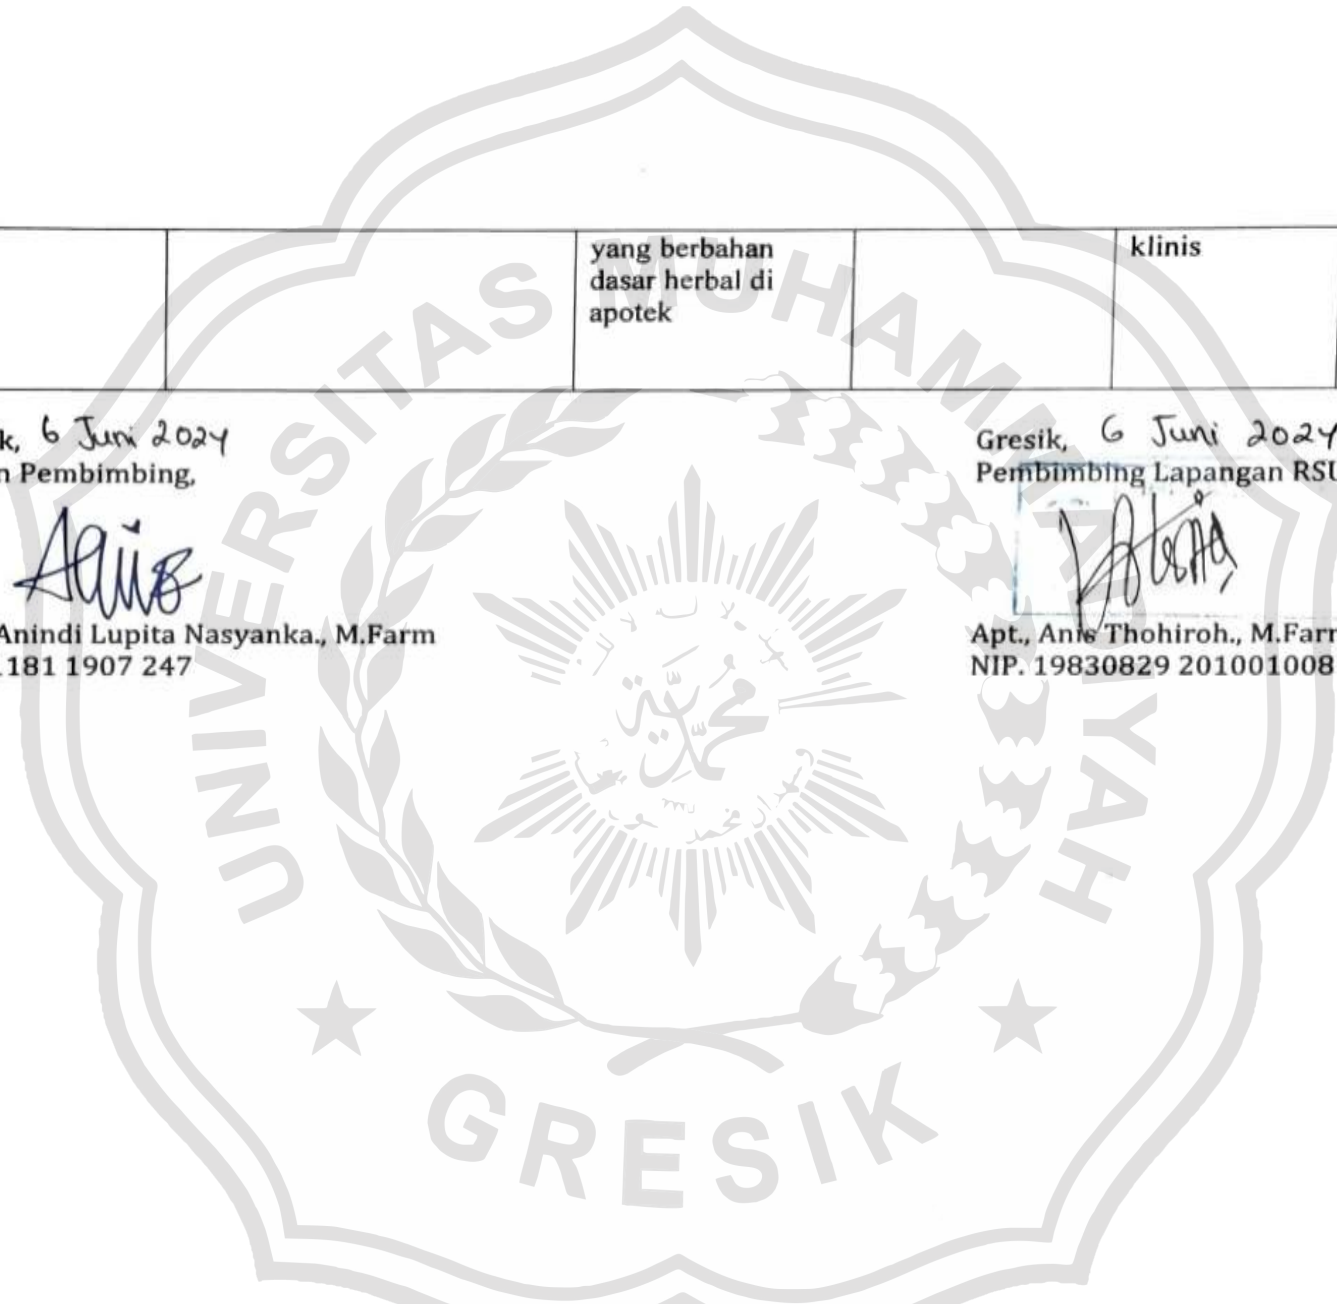 yang berbahan
dasar herbal di
apotek
klinis
k, 6 Juni 2024
n Pembimbing,
Anindi Lupita Nasyanka., M.Farm
181 1907 247
Gresik, 6 Juni 2024
Pembimbing Lapangan RSU
Apt., Anis Thohiroh., M.Farm
NIP. 19830829 201001008
UNIVERSITAS MUHAMMADIYAH
GRESIK